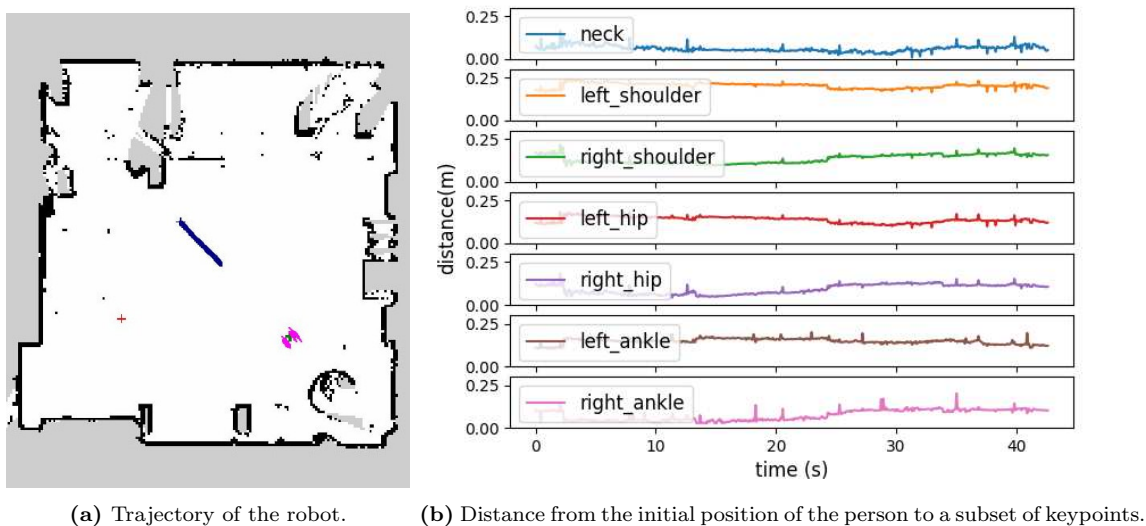 0.25
neck
0.00
0.25
left_shoulder
0.00
0.25
right_shoulder
0.00
0.25
left_hip
0.00
0.25
right_hip
0.00
0.25
left_ankle
0.00
0.25
right_ankle
0.00
distance(m)
0 10 20 30 40
time (s)
(a) Trajectory of the robot.
(b) Distance from the initial position of the person to a subset of keypoints